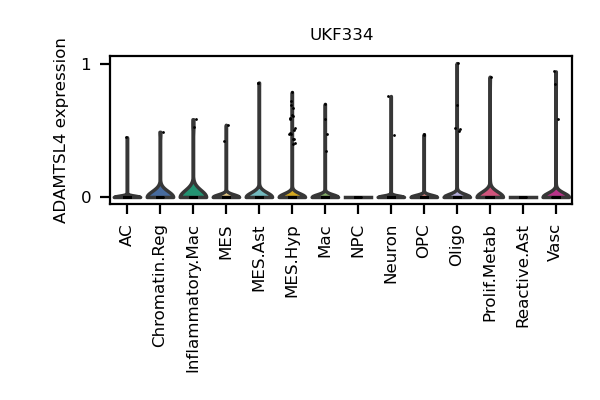 UKF334
ADAMTSL4 expression
1
0
AC
Chromatin.Reg
Inflammatory.Mac
MES
MES.Ast
MES.Hyp
Mac
NPC
Neuron
OPC
Oligo
Prolif.Metab
Reactive.Ast
Vasc